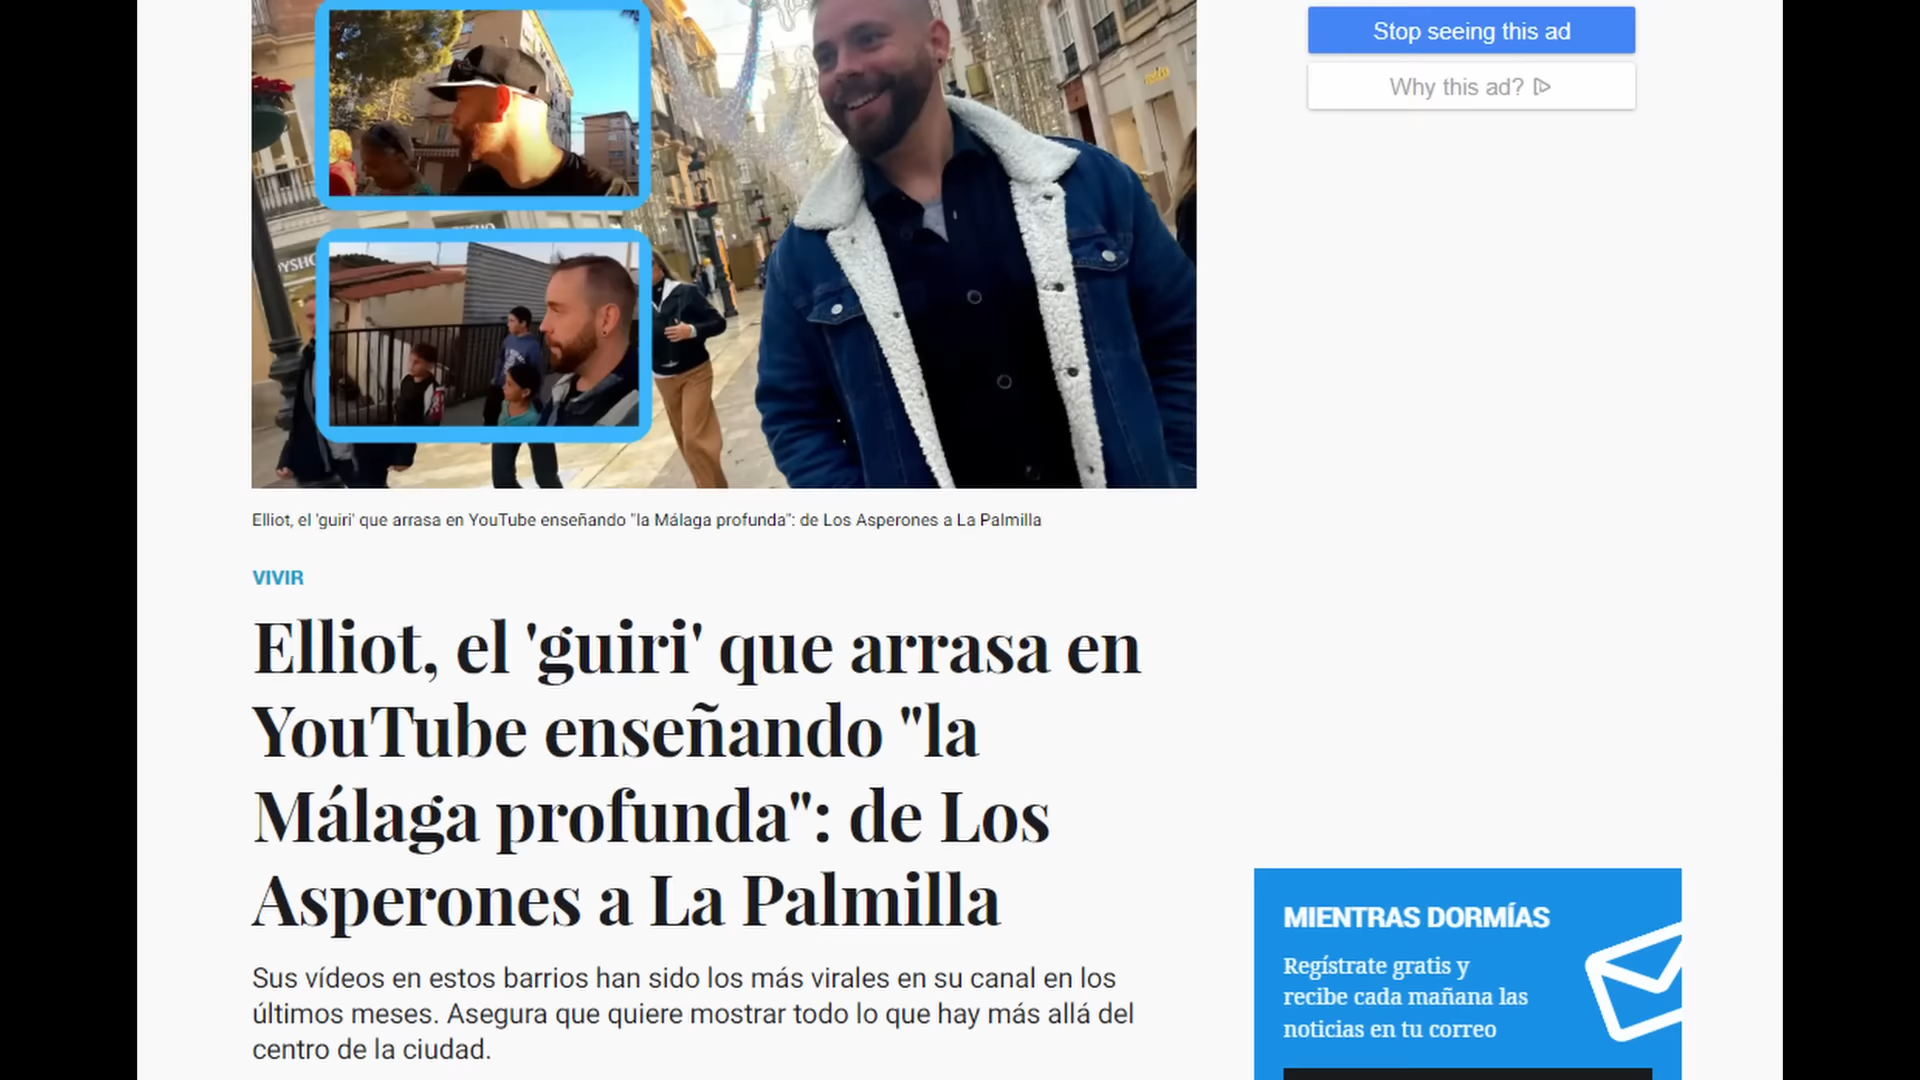 Stop seeing this ad
Why this ad?
Elliot, el 'guiri' que arrasa en YouTube enseñando "la Málaga profunda": de Los Asperones a La Palmilla
VIVIR
Elliot, el 'guiri' que arrasa en
YouTube enseñando "la
Málaga profunda": de Los
Asperones a La Palmilla
Sus vídeos en estos barrios han sido los más virales en su canal en los
últimos meses. Asegura que quiere mostrar todo lo que hay más allá del
centro de la ciudad.
MIENTRAS DORMÍAS
Regístrate gratis y
recibe cada mañana las
noticias en tu correo